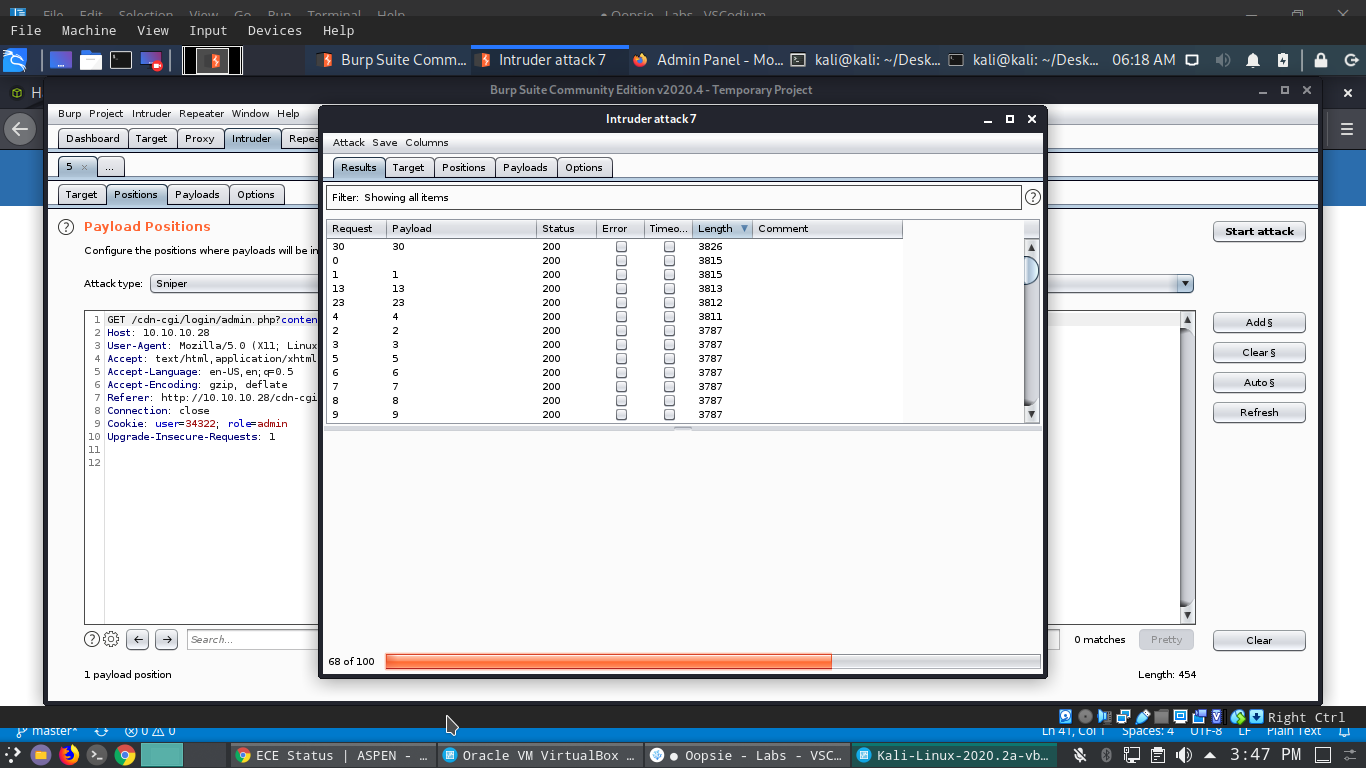 File Edit Selection View Go Run Terminal Help ● Oopsie - Labs - VSCodium
File Machine View Input Devices Help
Burp Suite Comm... Intruder attack 7 Admin Panel - Mo... kali@kali: ~/Desk... kali@kali: ~/Desk... 06:18 AM
H
Burp Suite Community Edition v2020.4 - Temporary Project
Burp Project Intruder Repeater Window Help
Dashboard Target Proxy Intruder Repea
5 × ...
Target Positions Payloads Options
? Payload Positions
Configure the positions where payloads will be in
Start attack
Attack type: Sniper
1 GET /cdn-cgi/login/admin.php?conten
2 Host: 10.10.10.28
3 User-Agent: Mozilla/5.0 (X11; Linux
4 Accept: text/html,application/xhtml
5 Accept-Language: en-US,en;q=0.5
6 Accept-Encoding: gzip, deflate
7 Referer: http://10.10.10.28/cdn-cgi
8 Connection: close
9 Cookie: user=34322; role=admin
10 Upgrade-Insecure-Requests: 1
11
12
Add §
Clear §
Auto §
Refresh
? Search... 0 matches Pretty Clear
1 payload position Length: 454
Intruder attack 7
Attack Save Columns
Results Target Positions Payloads Options
Filter: Showing all items ?
Request Payload Status Error Timeo... Length ▼ Comment
30 30 200 3826
0 200 3815
1 1 200 3815
13 13 200 3813
23 23 200 3812
4 4 200 3811
2 2 200 3787
3 3 200 3787
5 5 200 3787
6 6 200 3787
7 7 200 3787
8 8 200 3787
9 9 200 3787
68 of 100
Right Ctrl
master* 0 0 Ln 41, Col 1 Spaces: 4 UTF-8 LF Plain Text
ECE Status | ASPEN - ... Oracle VM VirtualBox ... ● Oopsie - Labs - VSC... Kali-Linux-2020.2a-vb... 3:47 PM